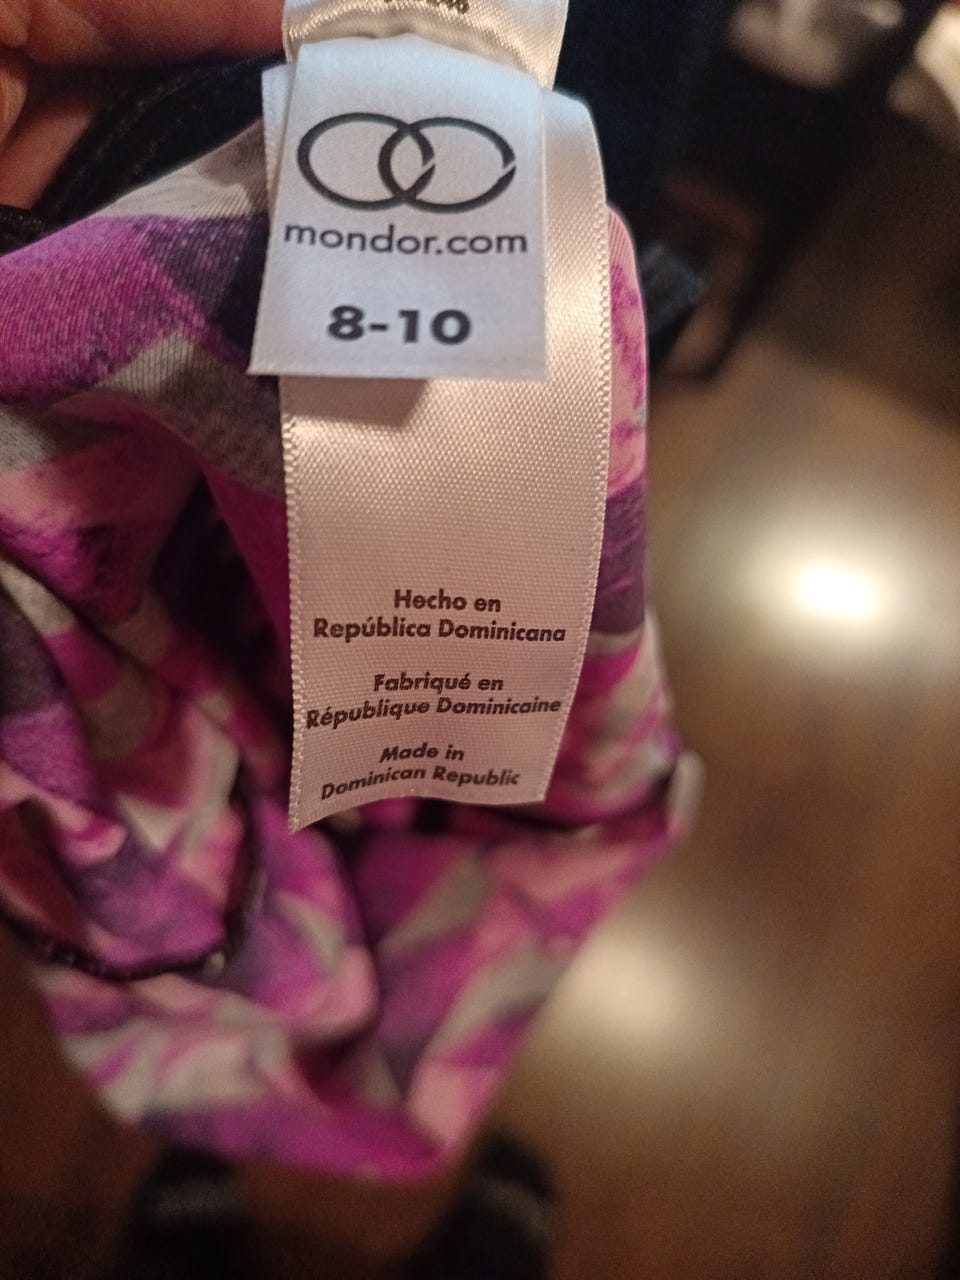 mondor.com
8-10
Hecho en
República Dominicana
Fabriqué en
République Dominicaine
Made in
Dominican Republic